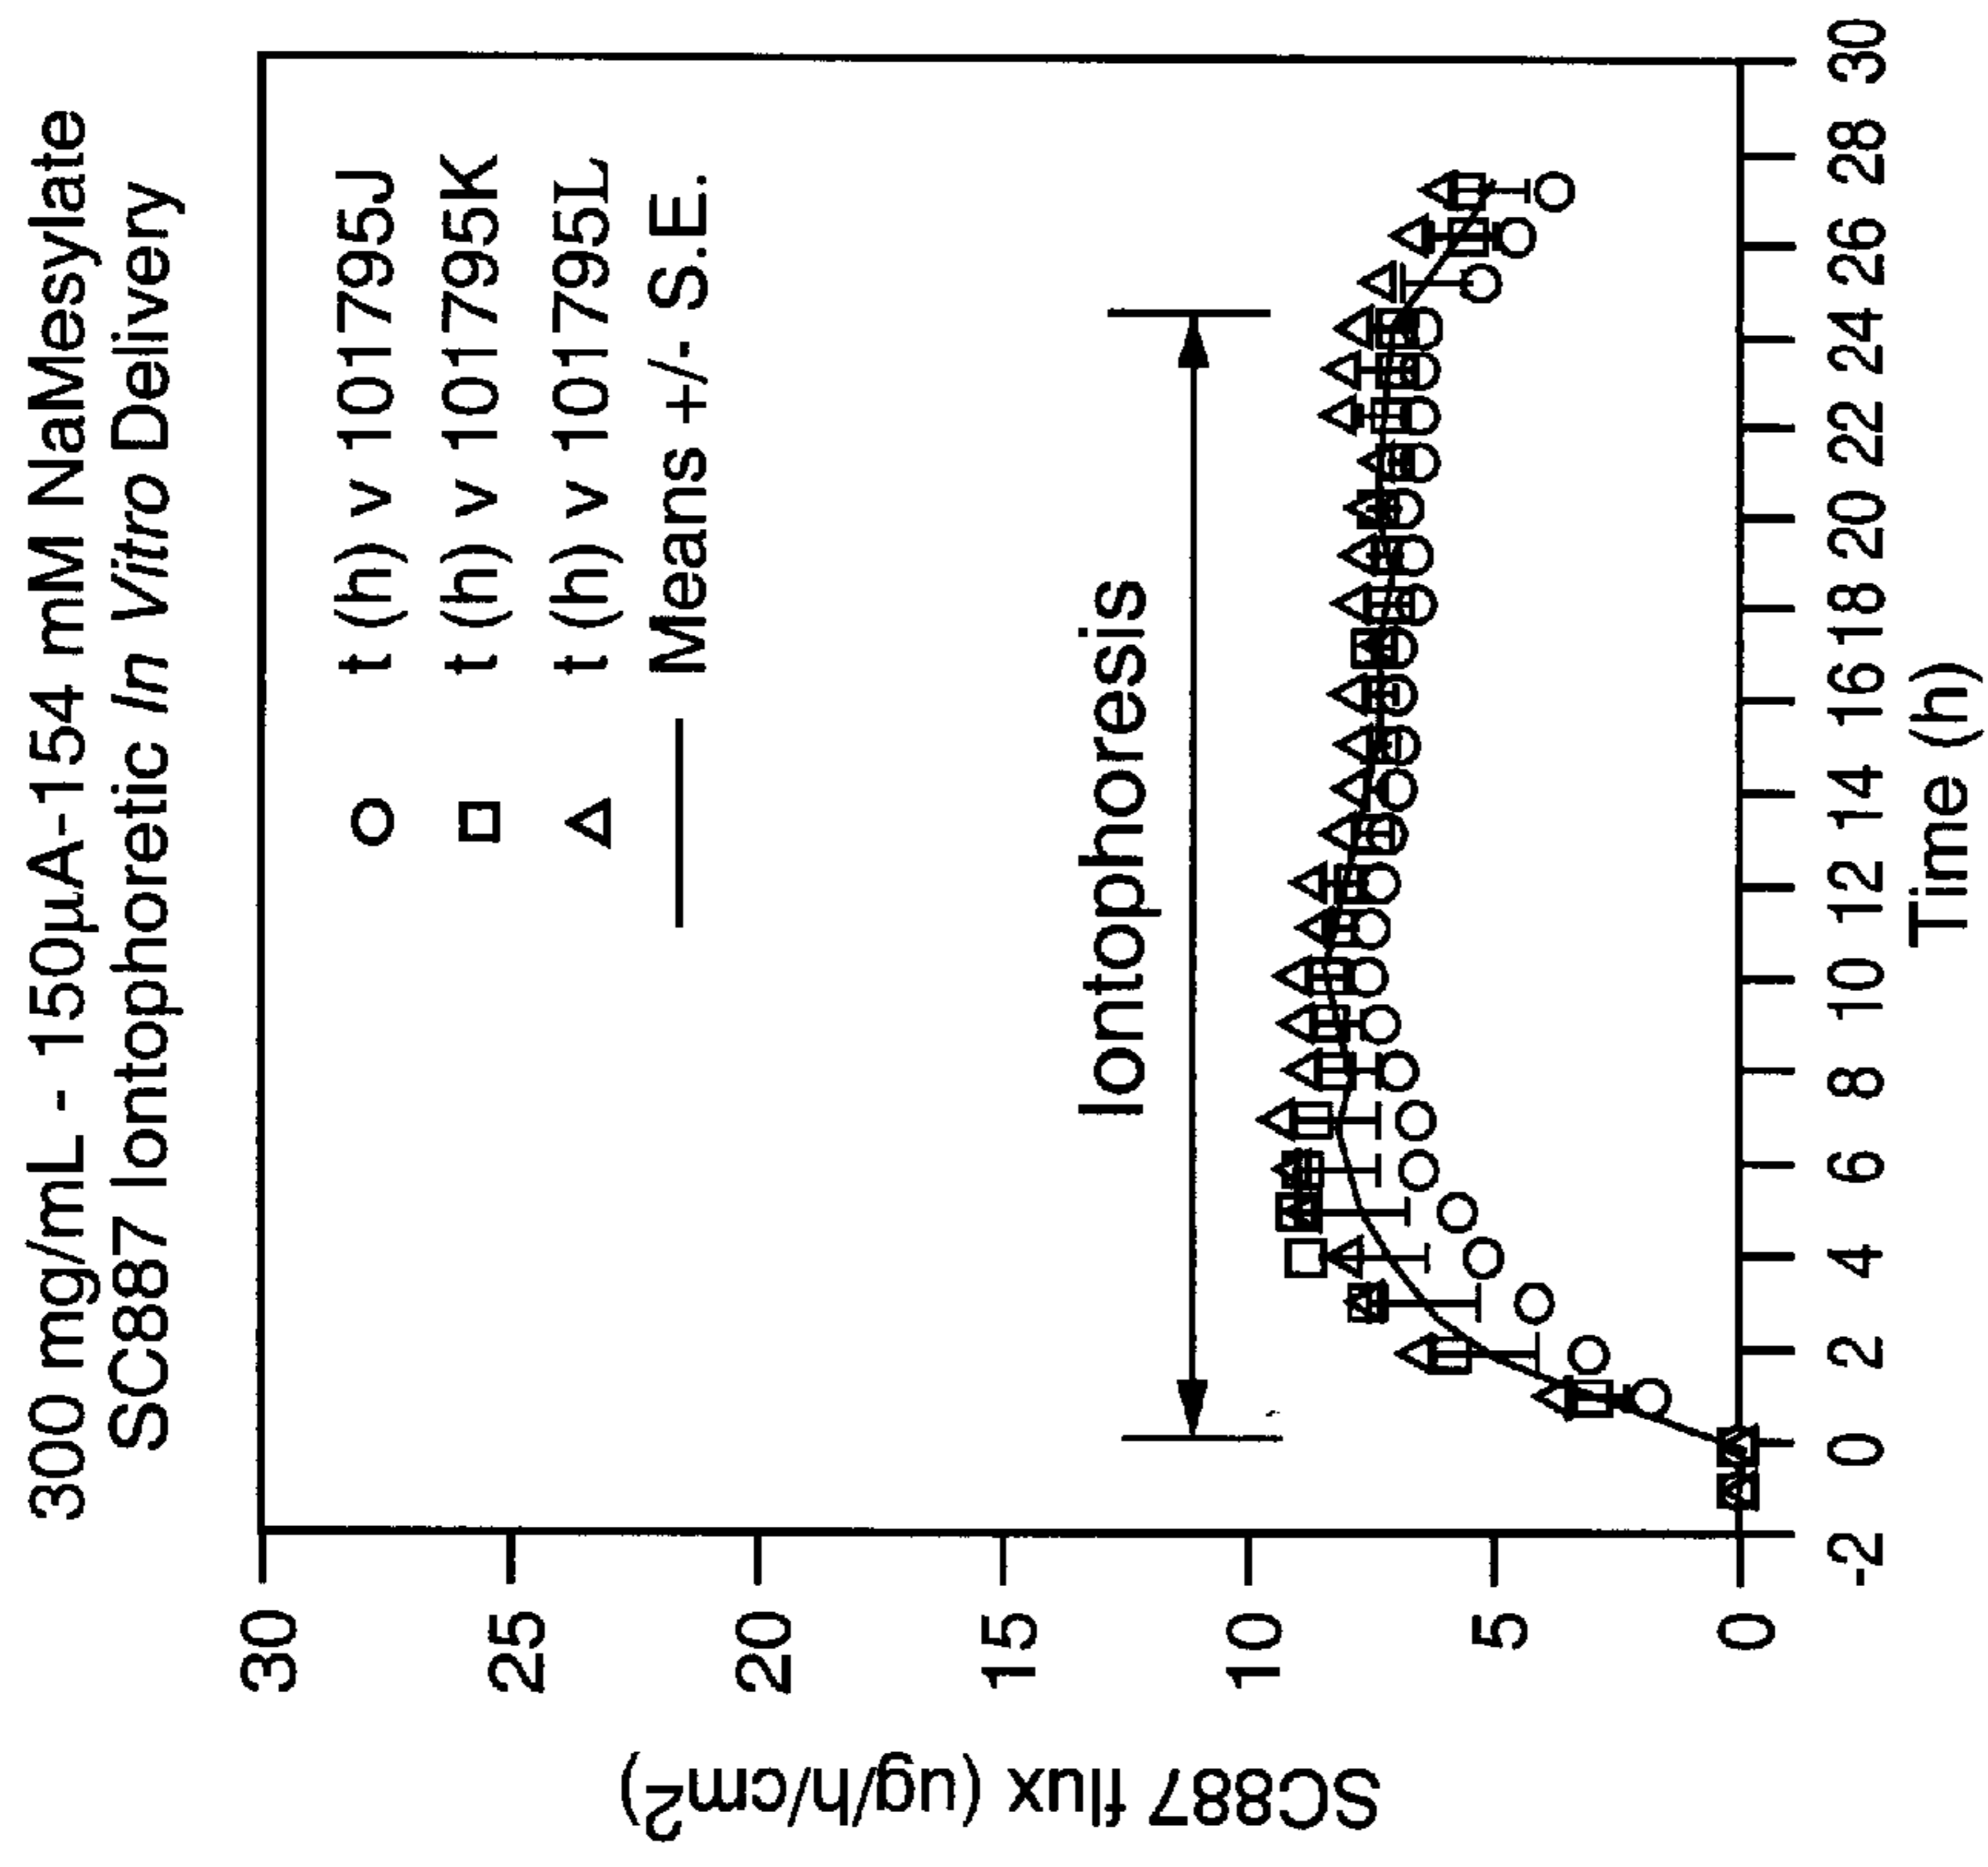 300 mg/mL - 150µA-154 mM NaMesylate
SC887 Iontophoretic In Vitro Delivery
t (h) v 101795J
t (h) v 101795K
t (h) v 101795L
Means +/- S.E.
Iontophoresis
SC887 flux (ug/h/cm2)
30
25
20
15
10
5
0
-2 0 2 4 6 8 10 12 14 16 18 20 22 24 26 28 30
Time (h)